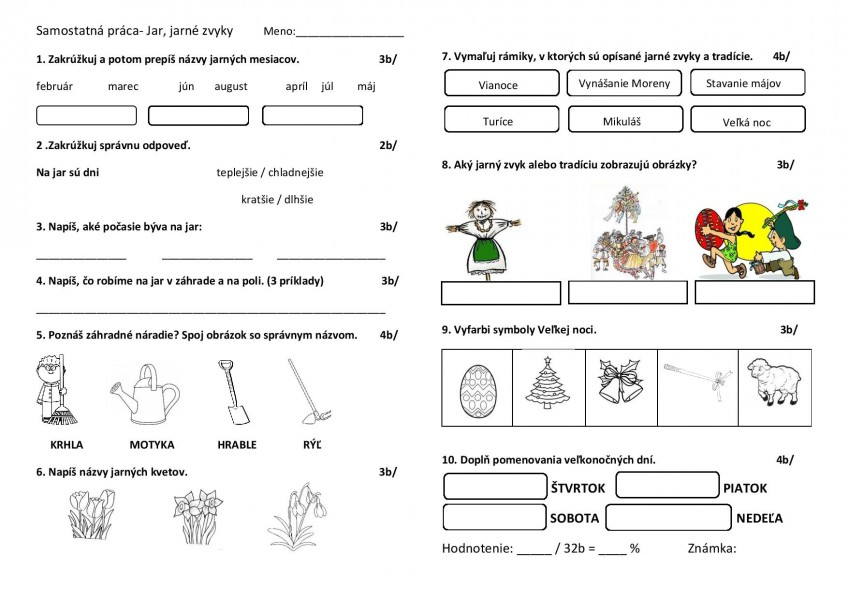 Samostatná práca- Jar, jarné zvyky Meno:__________________
1. Zakrúžkuj a potom prepíš názvy jarných mesiacov. 3b/
február marec jún august apríl júl máj
2 .Zakrúžkuj správnu odpoveď. 2b/
Na jar sú dni teplejšie / chladnejšie
kratšie / dlhšie
3. Napíš, aké počasie býva na jar: 3b/
_______________ _______________ __________________
4. Napíš, čo robíme na jar v záhrade a na poli. (3 príklady) 3b/
__________________________________________________________
5. Poznáš záhradné náradie? Spoj obrázok so správnym názvom. 4b/
KRHLA MOTYKA HRABLE RÝĽ
6. Napíš názvy jarných kvetov. 3b/
7. Vymaľuj rámiky, v ktorých sú opísané jarné zvyky a tradície. 4b/
Vianoce Vynášanie Moreny Stavanie májov
Turíce Mikuláš Veľká noc
8. Aký jarný zvyk alebo tradíciu zobrazujú obrázky? 3b/
9. Vyfarbi symboly Veľkej noci. 3b/
10. Doplň pomenovania veľkonočných dní. 4b/
ŠTVRTOK PIATOK
SOBOTA NEDEĽA
Hodnotenie: _____ / 32b = ____ % Známka: